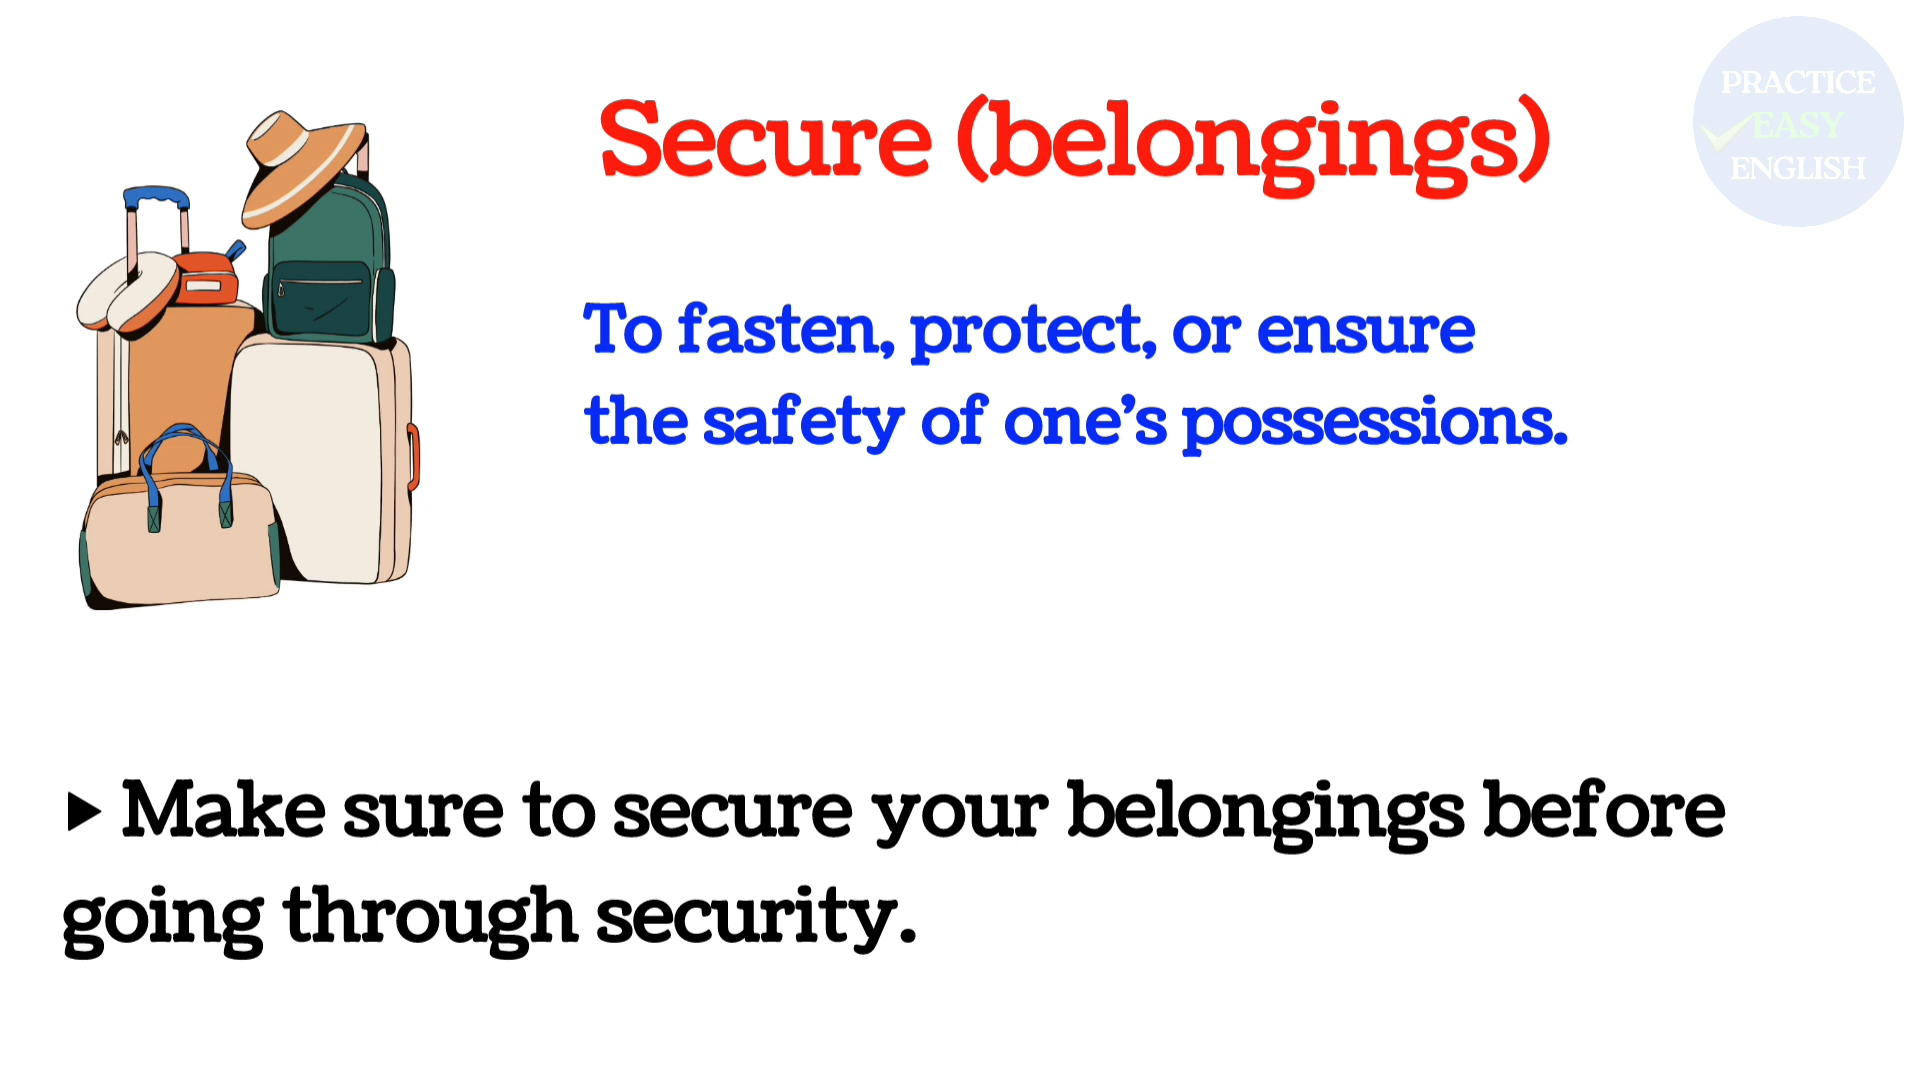 PRACTICE
EASY
ENGLISH
Secure (belongings)
To fasten, protect, or ensure
the safety of one’s possessions.
▶ Make sure to secure your belongings before
going through security.